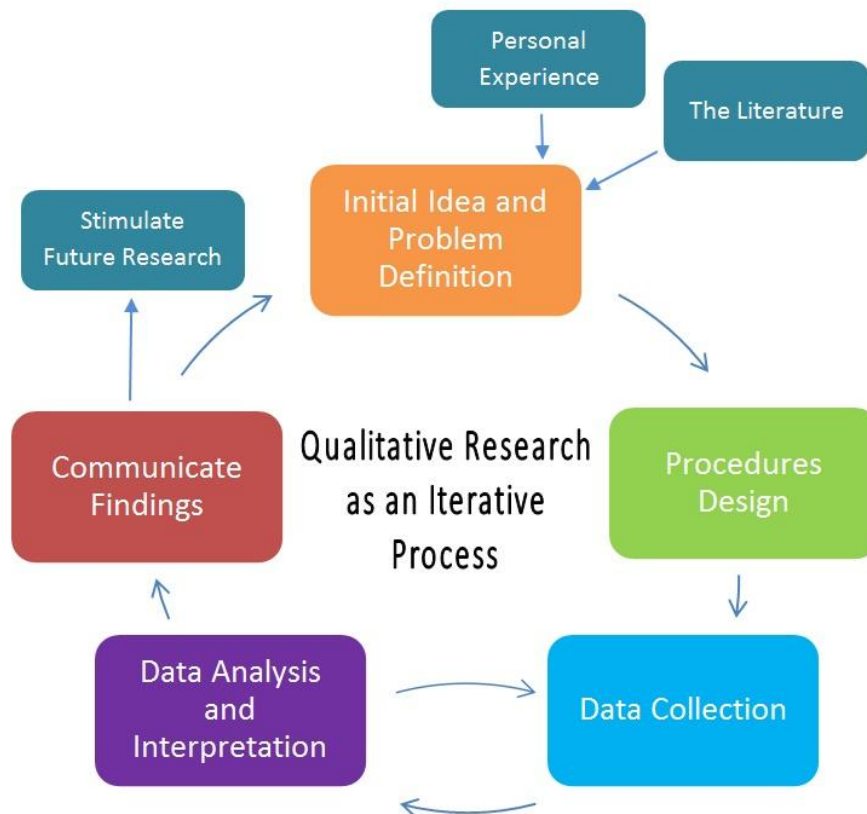 Personal
Experience
The Literature
Initial Idea and
Problem
Definition
Stimulate
Future Research
Communicate
Findings
Qualitative Research
as an Iterative
Process
Procedures
Design
Data Analysis
and
Interpretation
Data Collection